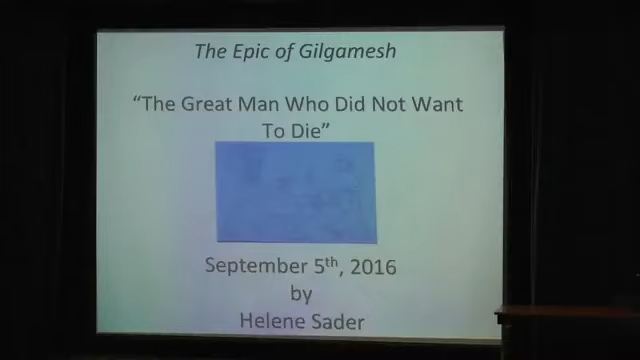 The Epic of Gilgamesh
“The Great Man Who Did Not Want
To Die”
September 5th, 2016
by
Helene Sader